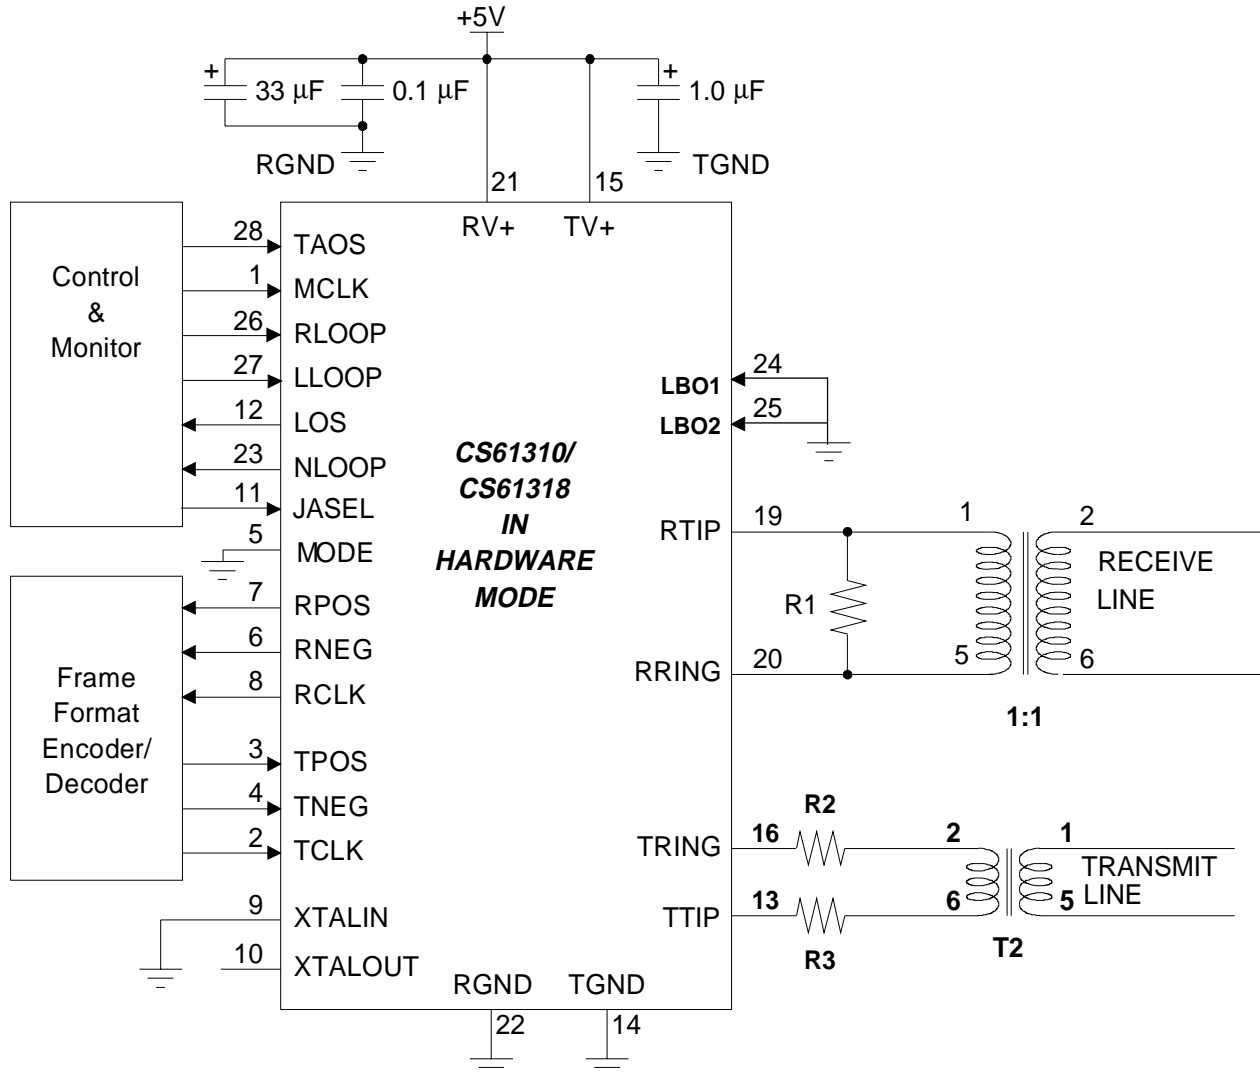 +5V
+
33 µF
0.1 µF
+
1.0 µF
RGND
TGND
21
15
RV+
TV+
Control
&
Monitor
28
TAOS
1
MCLK
26
RLOOP
27
LLOOP
12
LOS
23
NLOOP
11
JASEL
5
MODE
Frame
Format
Encoder/
Decoder
7
RPOS
6
RNEG
8
RCLK
3
TPOS
4
TNEG
2
TCLK
9
XTALIN
10
XTALOUT
CS61310/
CS61318
IN
HARDWARE
MODE
LBO1
24
LBO2
25
RTIP
19
RRING
20
R1
1
2
5
6
RECEIVE
LINE
1:1
TRING
16
R2
TTIP
13
R3
2
1
6
5
TRANSMIT
LINE
T2
RGND
TGND
22
14